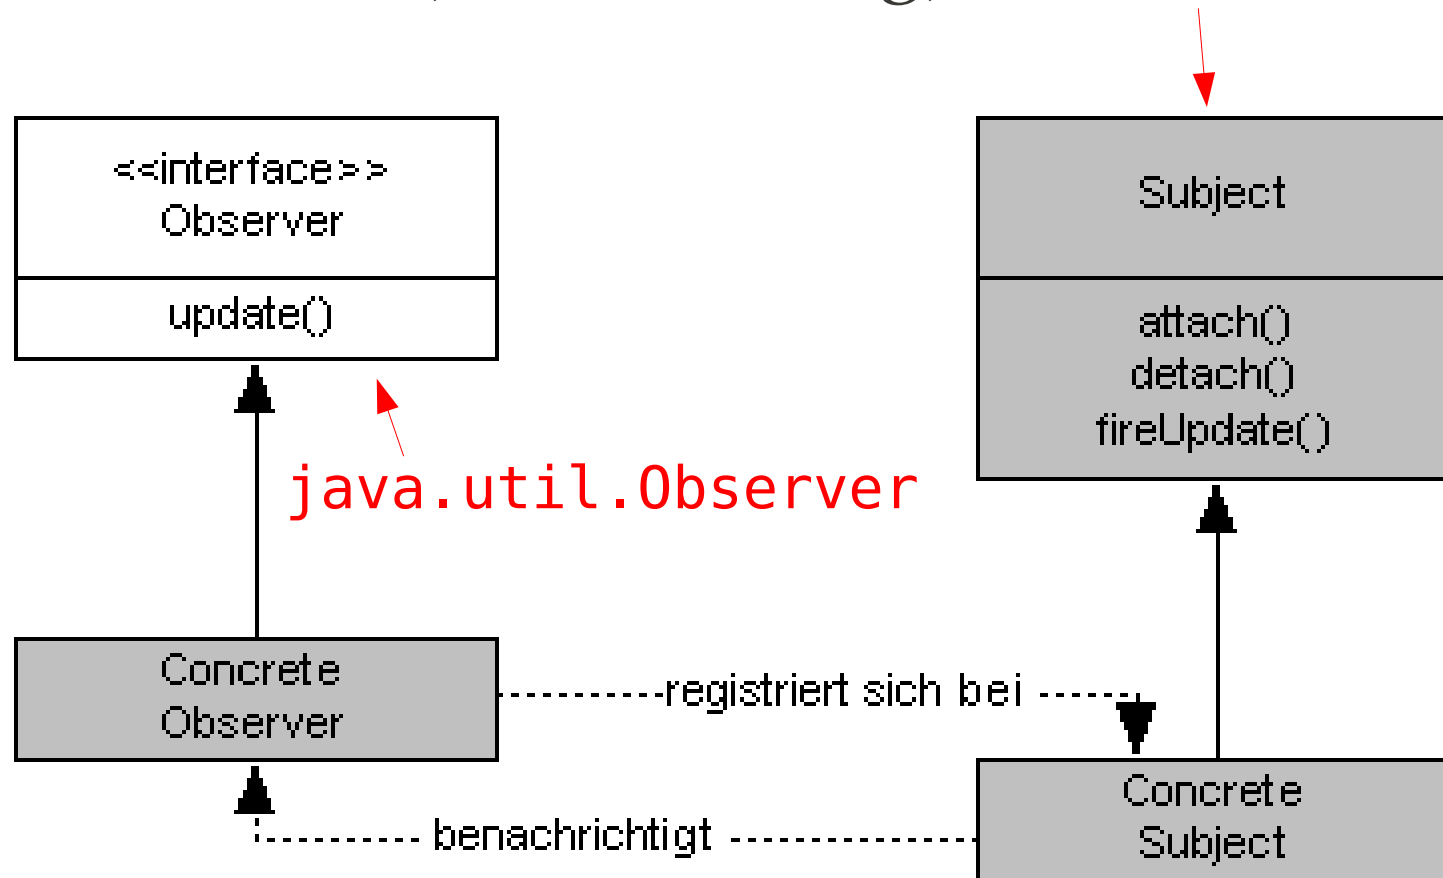 <<interface>>
Observer
update()
Subject
attach()
detach()
fireUpdate()
java.util.Observer
Concrete
Observer
registriert sich bei
benachrichtigt
Concrete
Subject